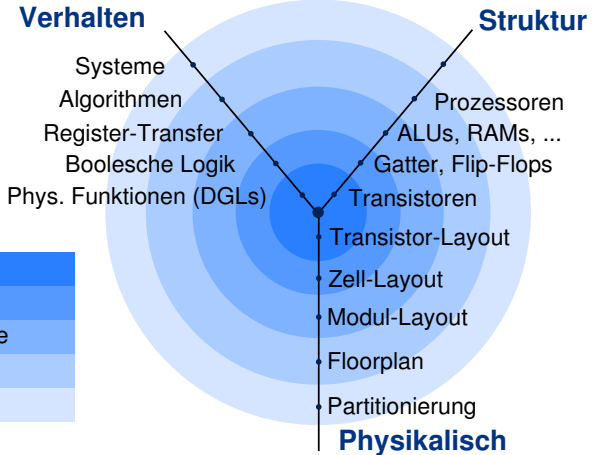 Verhalten
Struktur
Systeme
Algorithmen
Register-Transfer
Boolesche Logik
Phys. Funktionen (DGLs)
Prozessoren
ALUs, RAMs, ...
Gatter, Flip-Flops
Transistoren
Transistor-Layout
Zell-Layout
Modul-Layout
Floorplan
Partitionierung
Physikalisch
e